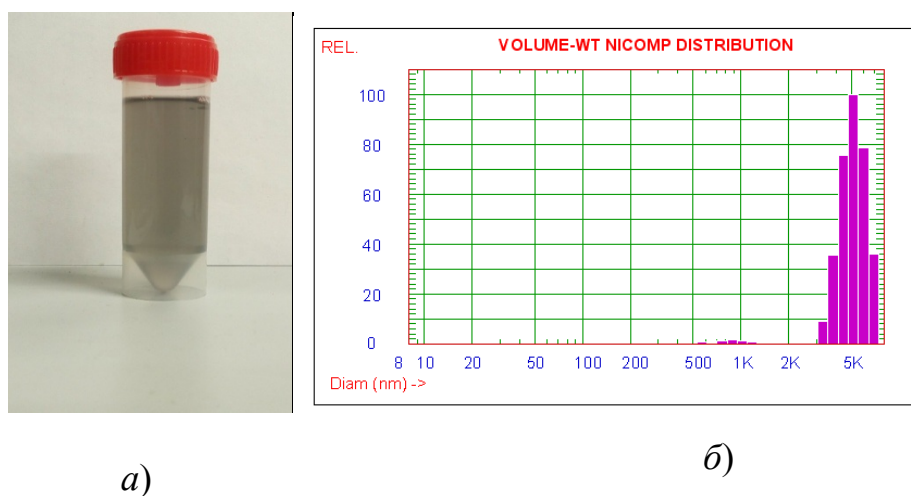 REL. VOLUME-WT NICOMP DISTRIBUTION
100
80
60
40
20
0
8 10 20 50 100 200 500 1K 2K 5K
Diam (nm) ->
а) б)